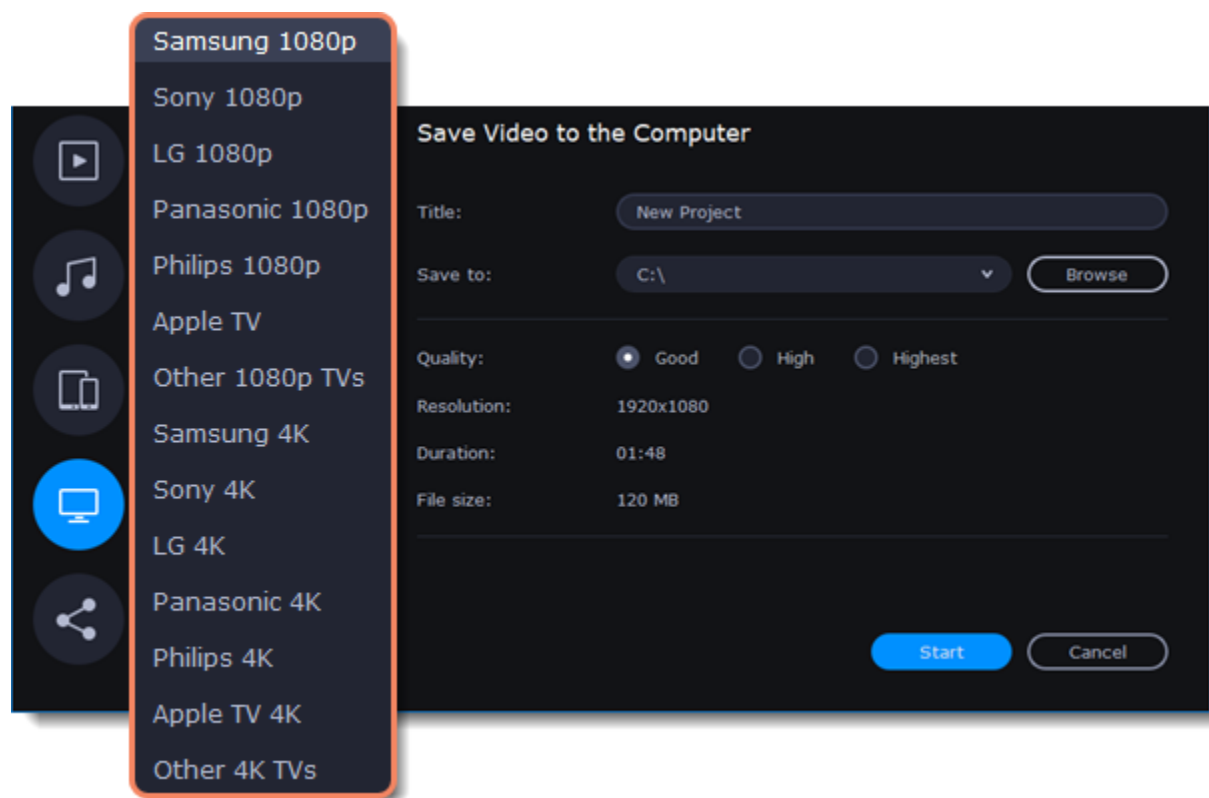 Samsung 1080p
Sony 1080p
LG 1080p
Panasonic 1080p
Philips 1080p
Apple TV
Other 1080p TVs
Samsung 4K
Sony 4K
LG 4K
Panasonic 4K
Philips 4K
Apple TV 4K
Other 4K TVs
Save Video to the Computer
Title: New Project
Save to: C:\ Browse
Quality: Good High Highest
Resolution: 1920x1080
Duration: 01:48
File size: 120 MB
Start Cancel